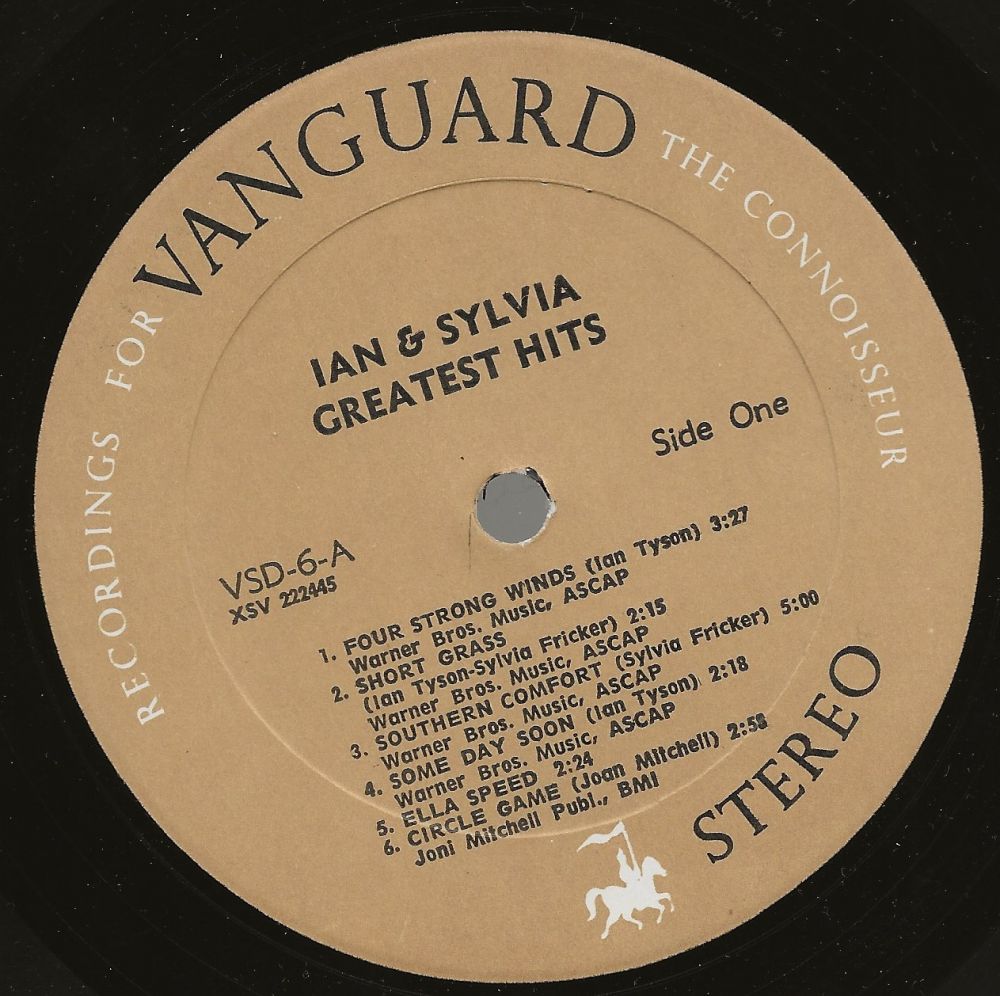 RECORDINGS FOR VANGUARD THE CONNOISSEUR
IAN & SYLVIA
GREATEST HITS
Side One
VSD-6-A
XSV 222445
1. FOUR STRONG WINDS (Ian Tyson) 3:27
Warner Bros. Music, ASCAP
2. SHORT GRASS
(Ian Tyson-Sylvia Fricker) 2:15
Warner Bros. Music, ASCAP
3. SOUTHERN COMFORT (Sylvia Fricker) 5:00
Warner Bros. Music, ASCAP
4. SOME DAY SOON (Ian Tyson) 2:18
Warner Bros. Music, ASCAP
5. ELLA SPEED 2:24
6. CIRCLE GAME (Joan Mitchell) 2:58
Joni Mitchell Publ., BMI
STEREO